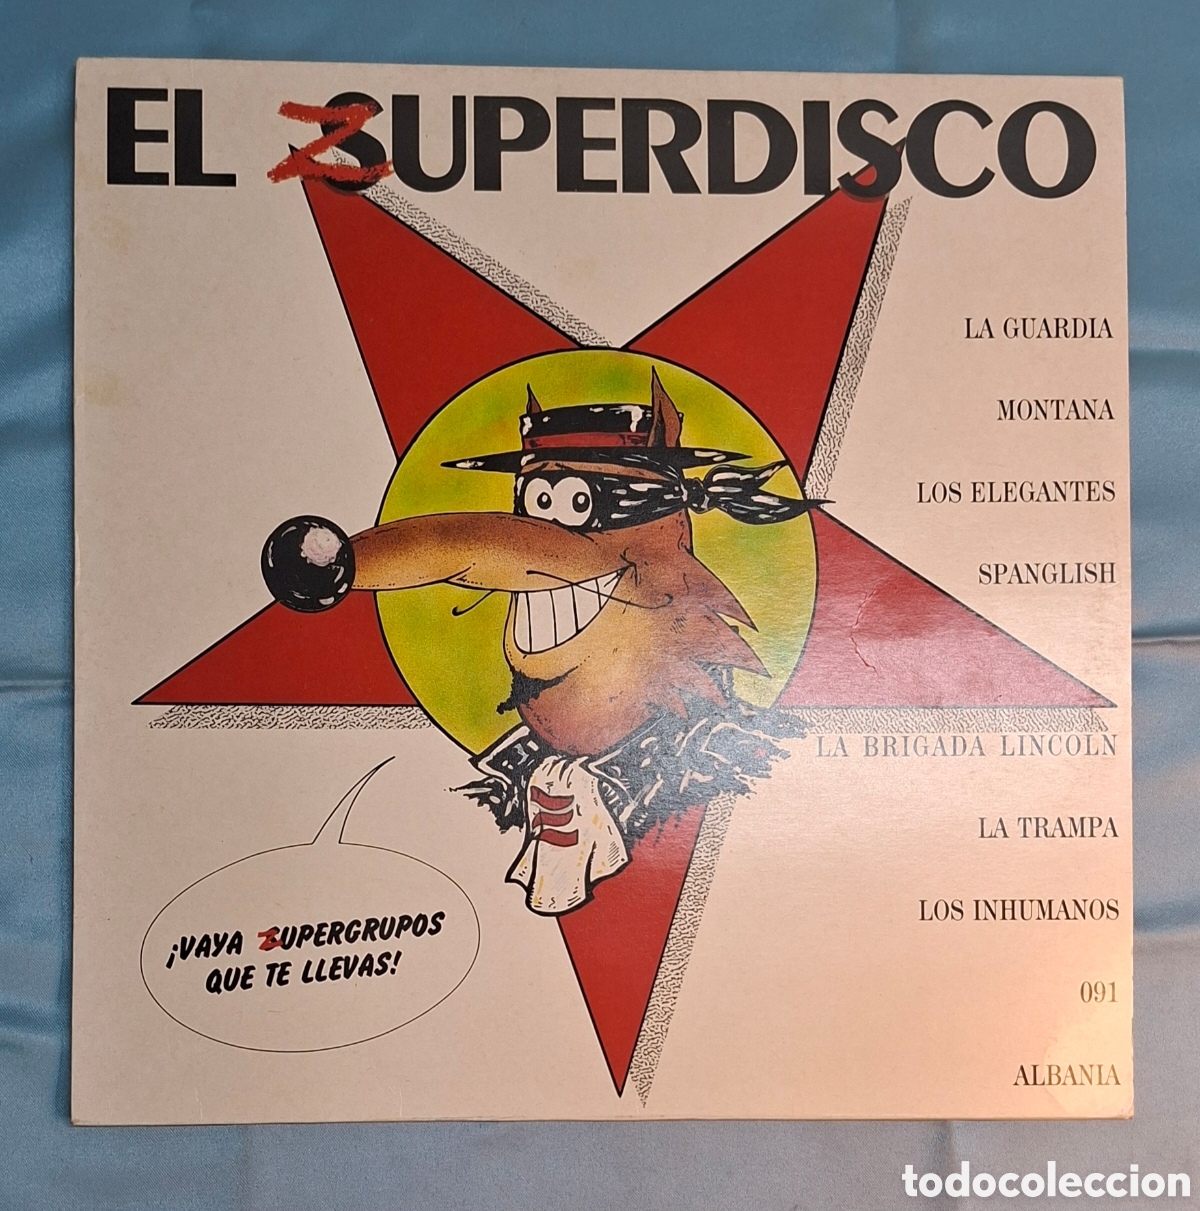 EL ZUPERDISCO
LA GUARDIA
MONTANA
LOS ELEGANTES
SPANGLISH
LA BRIGADA LINCOLN
LA TRAMPA
LOS INHUMANOS
091
ALBANIA
¡VAYA ZUPERGRUPOS
QUE TE LLEVAS!
todocoleccion